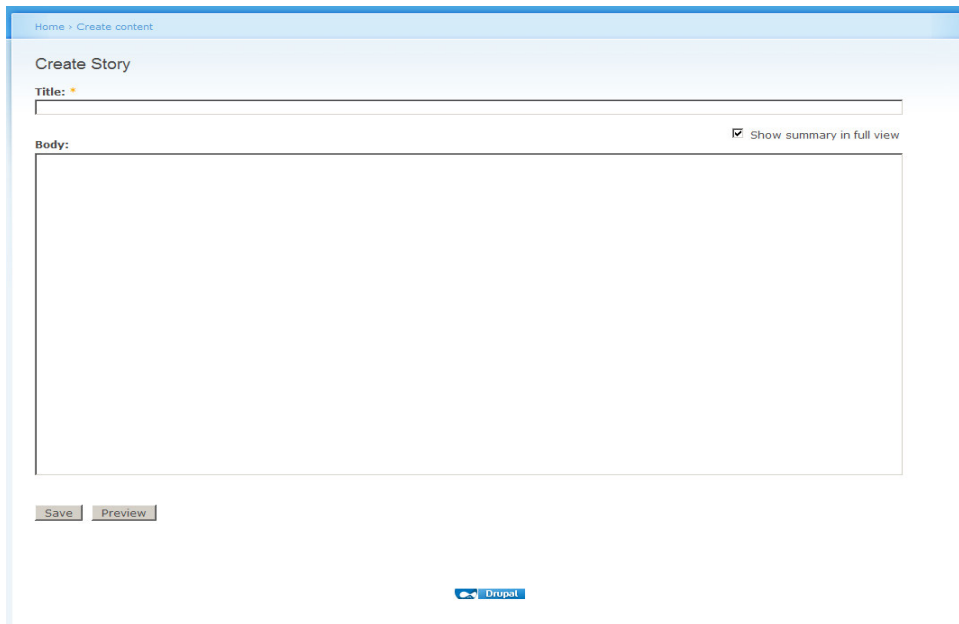 Home › Create content
Create Story
Title: *
Show summary in full view
Body:
Save Preview
Drupal